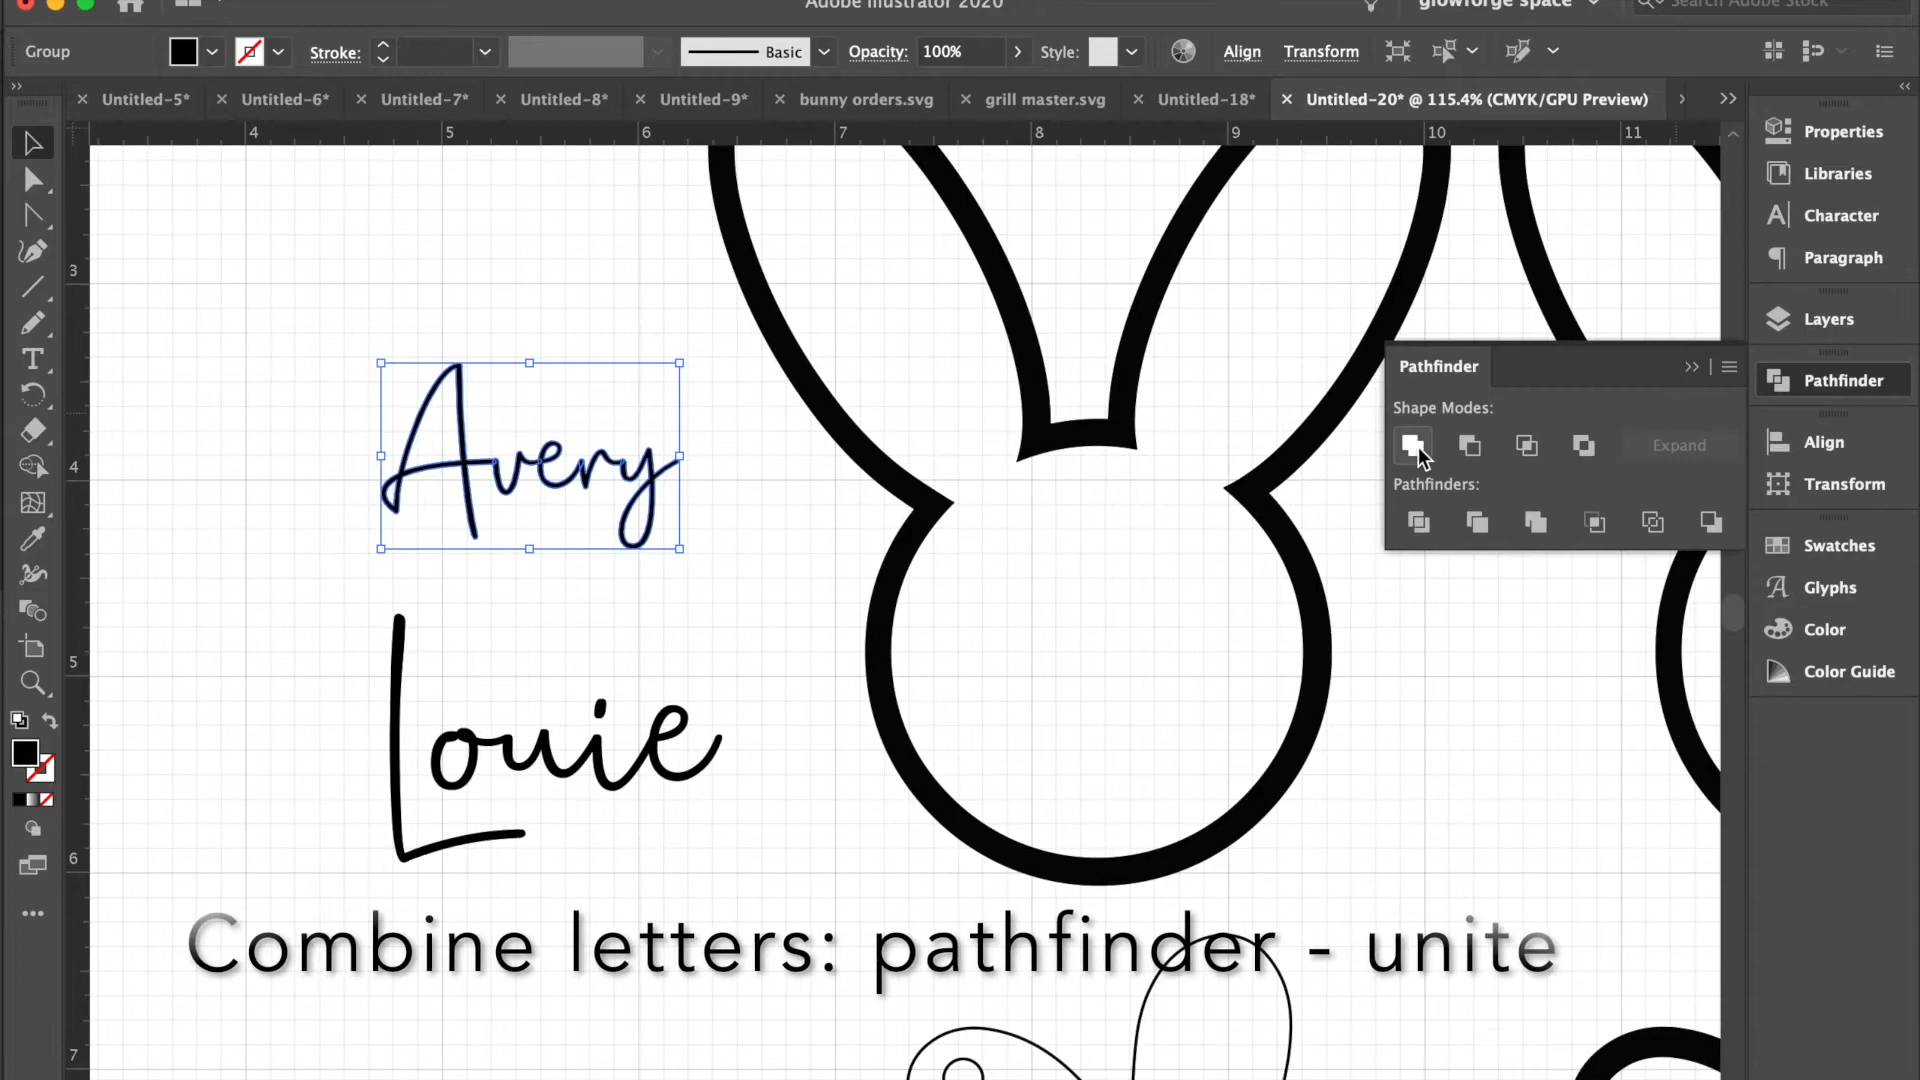 Adobe Illustrator 2020
glowforge space
Search Adobe Stock
Group
Stroke:
Basic
Opacity:
100%
Style:
Align
Transform
Untitled-5*
Untitled-6*
Untitled-7*
Untitled-8*
Untitled-9*
bunny orders.svg
grill master.svg
Untitled-18*
Untitled-20* @ 115.4% (CMYK/GPU Preview)
4 5 6 7 8 9 10 11
3
4
5
6
7
Avery
Louie
Pathfinder
Shape Modes:
Expand
Pathfinders:
Properties
Libraries
Character
Paragraph
Layers
Pathfinder
Align
Transform
Swatches
Glyphs
Color
Color Guide
Combine letters: pathfinder - unite